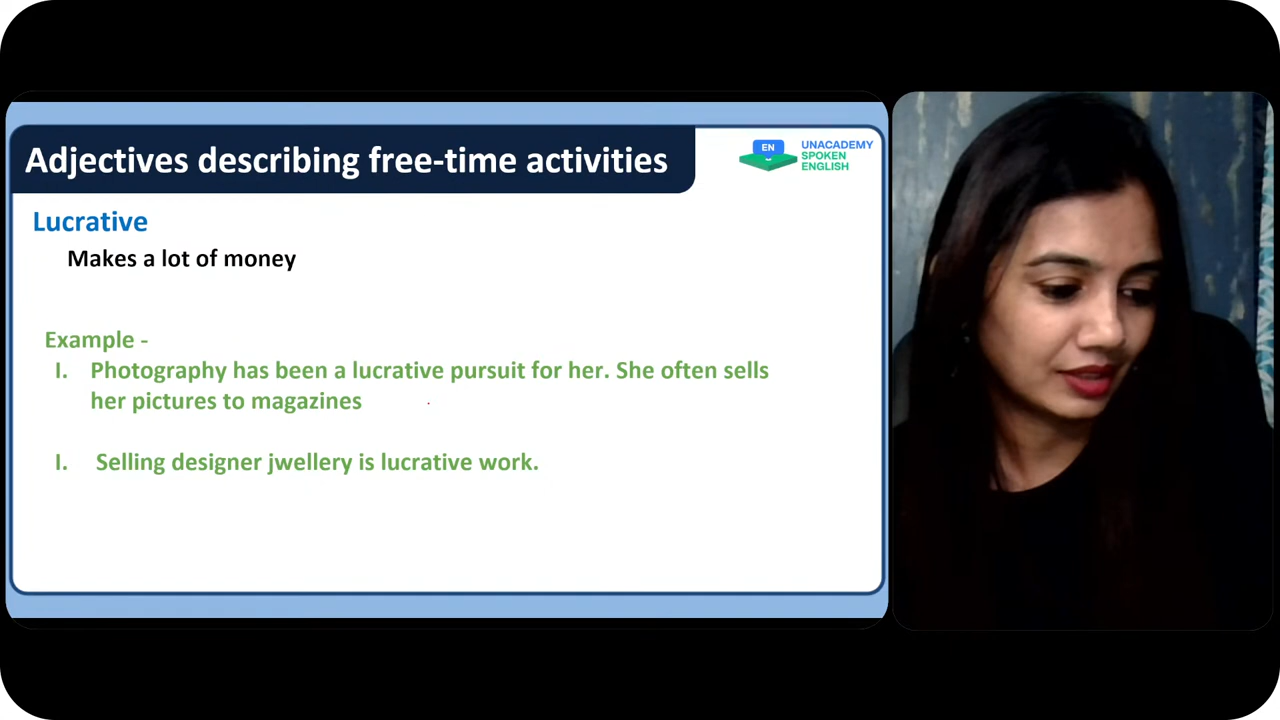 Adjectives describing free-time activities
EN
UNACADEMY
SPOKEN
ENGLISH
Lucrative
Makes a lot of money
Example -
I. Photography has been a lucrative pursuit for her. She often sells
her pictures to magazines
I. Selling designer jwellery is lucrative work.